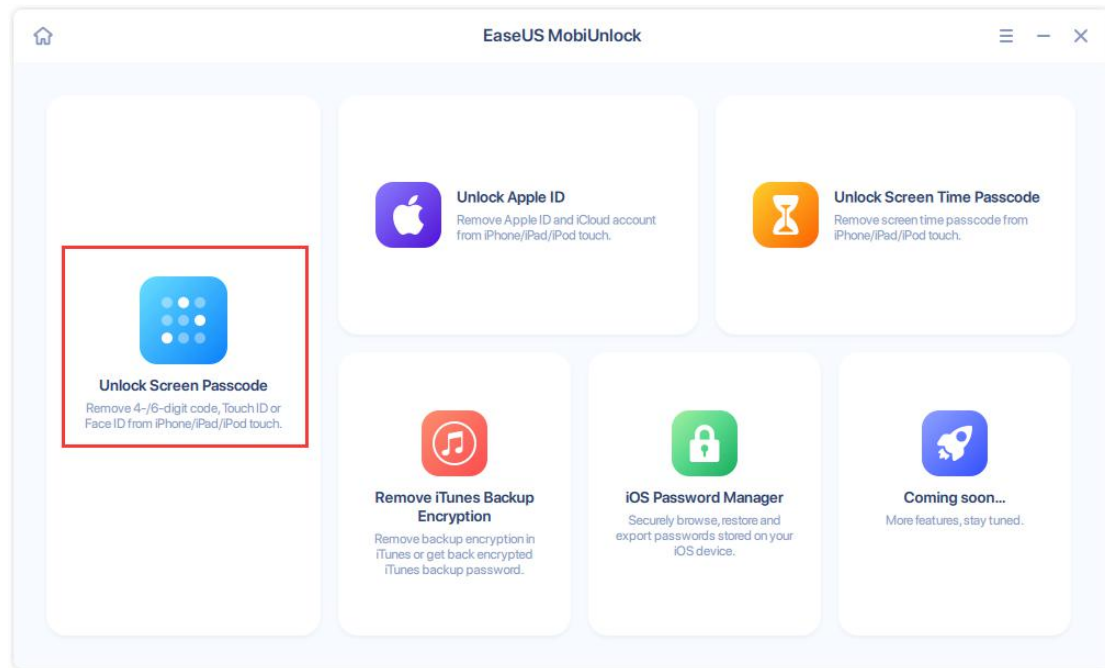 EaseUS MobiUnlock
Unlock Screen Passcode
Remove 4-/6-digit code, Touch ID or
Face ID from iPhone/iPad/iPod touch.
Unlock Apple ID
Remove Apple ID and iCloud account
from iPhone/iPad/iPod touch.
Unlock Screen Time Passcode
Remove screen time passcode from
iPhone/iPad/iPod touch.
Remove iTunes Backup
Encryption
Remove backup encryption in
iTunes or get back encrypted
iTunes backup password.
iOS Password Manager
Securely browse, restore and
export passwords stored on your
iOS device.
Coming soon...
More features, stay tuned.